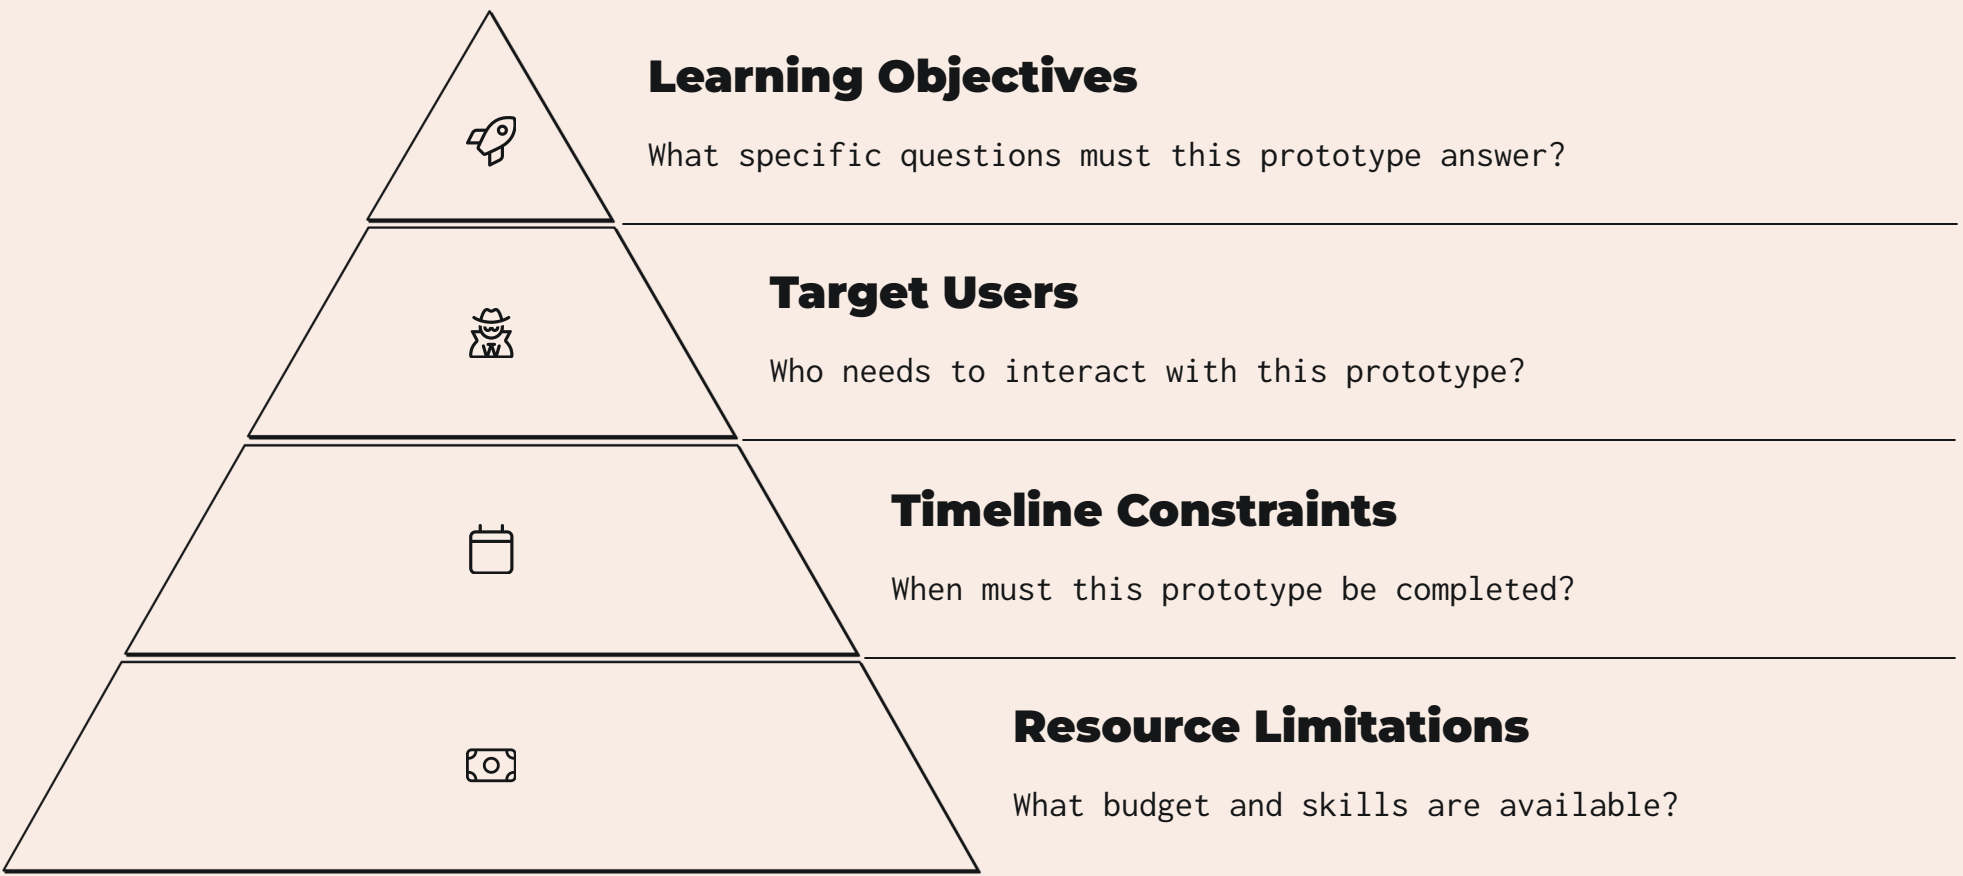 Learning Objectives
What specific questions must this prototype answer?
Target Users
Who needs to interact with this prototype?
Timeline Constraints
When must this prototype be completed?
Resource Limitations
What budget and skills are available?